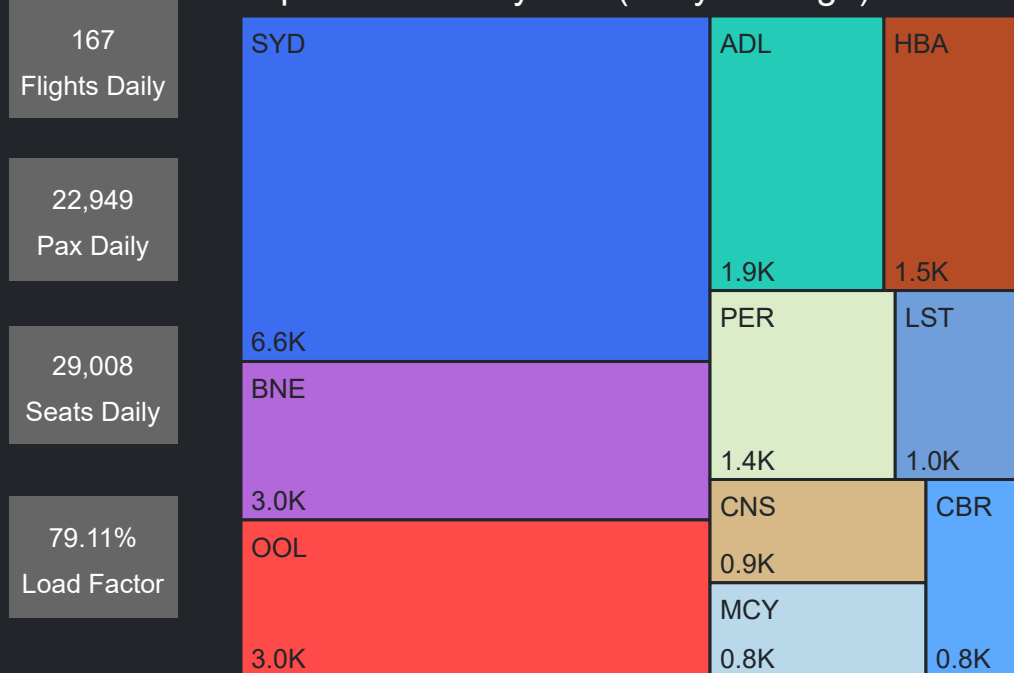 167
Flights Daily
22,949
Pax Daily
29,008
Seats Daily
79.11%
Load Factor
SYD
6.6K
BNE
3.0K
OOL
3.0K
ADL
1.9K
HBA
1.5K
PER
1.4K
LST
1.0K
CNS
0.9K
MCY
0.8K
CBR
0.8K